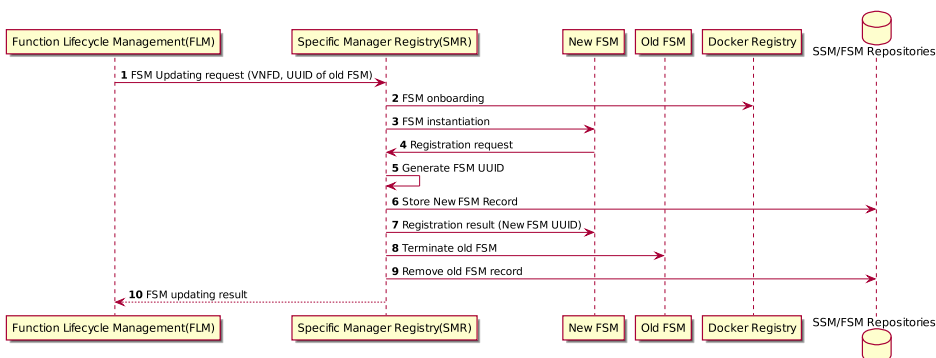 Function Lifecycle Management(FLM)
Specific Manager Registry(SMR)
New FSM
Old FSM
Docker Registry
SSM/FSM Repositories
1 FSM Updating request (VNFD, UUID of old FSM)
2 FSM onboarding
3 FSM instantiation
4 Registration request
5 Generate FSM UUID
6 Store New FSM Record
7 Registration result (New FSM UUID)
8 Terminate old FSM
9 Remove old FSM record
10 FSM updating result
Function Lifecycle Management(FLM)
Specific Manager Registry(SMR)
New FSM
Old FSM
Docker Registry
SSM/FSM Repositories